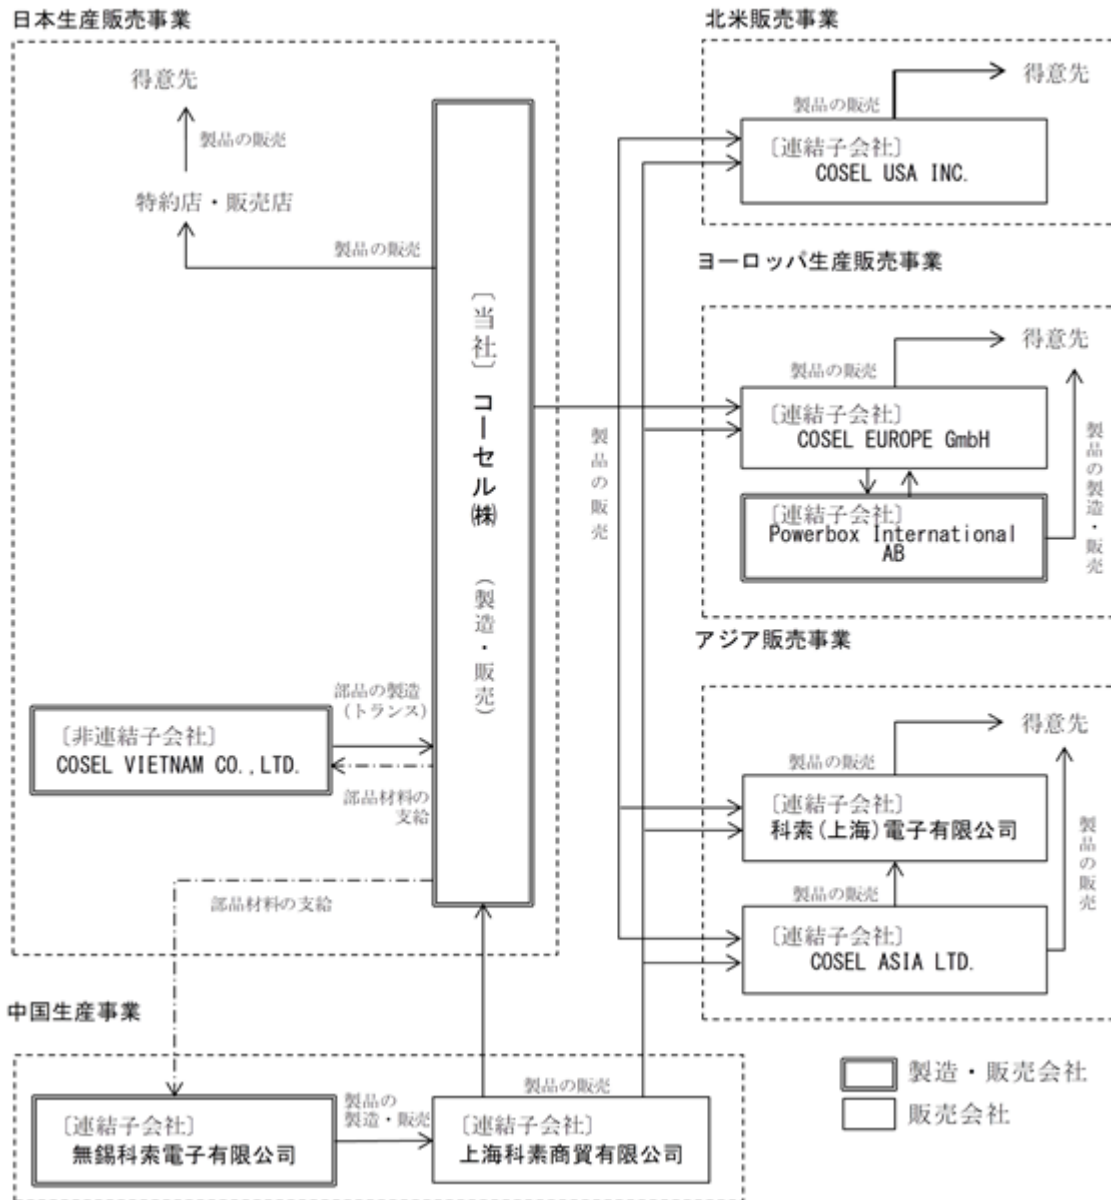 日本生産販売事業
得意先
製品の販売
特約店・販売店
製品の販売
〔当社〕 コーセル㈱ (製造・販売)
部品の製造
(トランス)
〔非連結子会社〕
COSEL VIETNAM CO.,LTD.
部品材料の
支給
部品材料の支給
中国生産事業
〔連結子会社〕
無錫科索電子有限公司
製品の
製造・販売
製品の販売
〔連結子会社〕
上海科素商貿有限公司
製品の販売
北米販売事業
得意先
製品の販売
〔連結子会社〕
COSEL USA INC.
ヨーロッパ生産販売事業
得意先
製品の販売
〔連結子会社〕
COSEL EUROPE GmbH
〔連結子会社〕
Powerbox International
AB
製品の製造・販売
アジア販売事業
得意先
製品の販売
〔連結子会社〕
科索(上海)電子有限公司
製品の販売
〔連結子会社〕
COSEL ASIA LTD.
製品の販売
製造・販売会社
販売会社